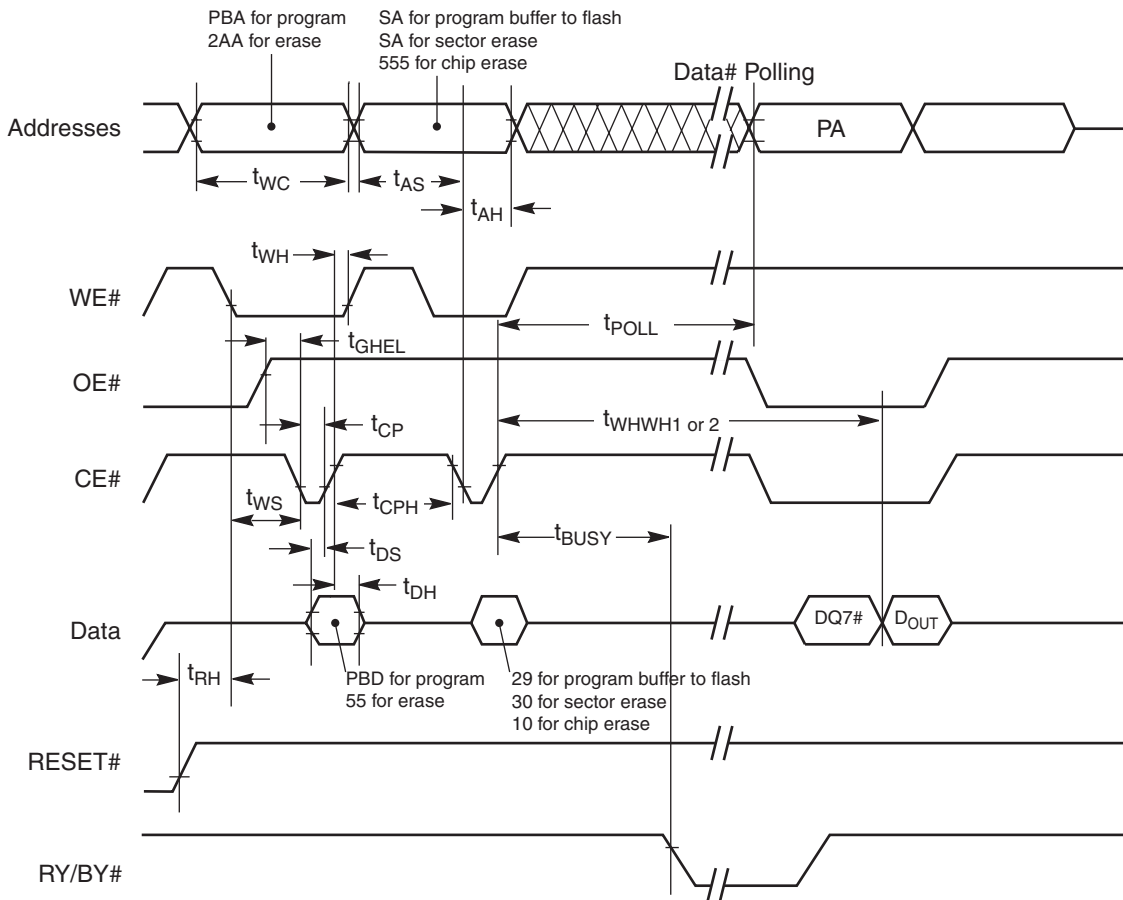 PBA for program
2AA for erase
SA for program buffer to flash
SA for sector erase
555 for chip erase
Data# Polling
Addresses
PA
tWC
tAS
tAH
tWH
WE#
tPOLL
tGHEL
OE#
tWHWH1 or 2
tCP
CE#
tWS
tCPH
tBUSY
tDS
tDH
Data
DQ7#
DOUT
tRH
PBD for program
55 for erase
29 for program buffer to flash
30 for sector erase
10 for chip erase
RESET#
RY/BY#